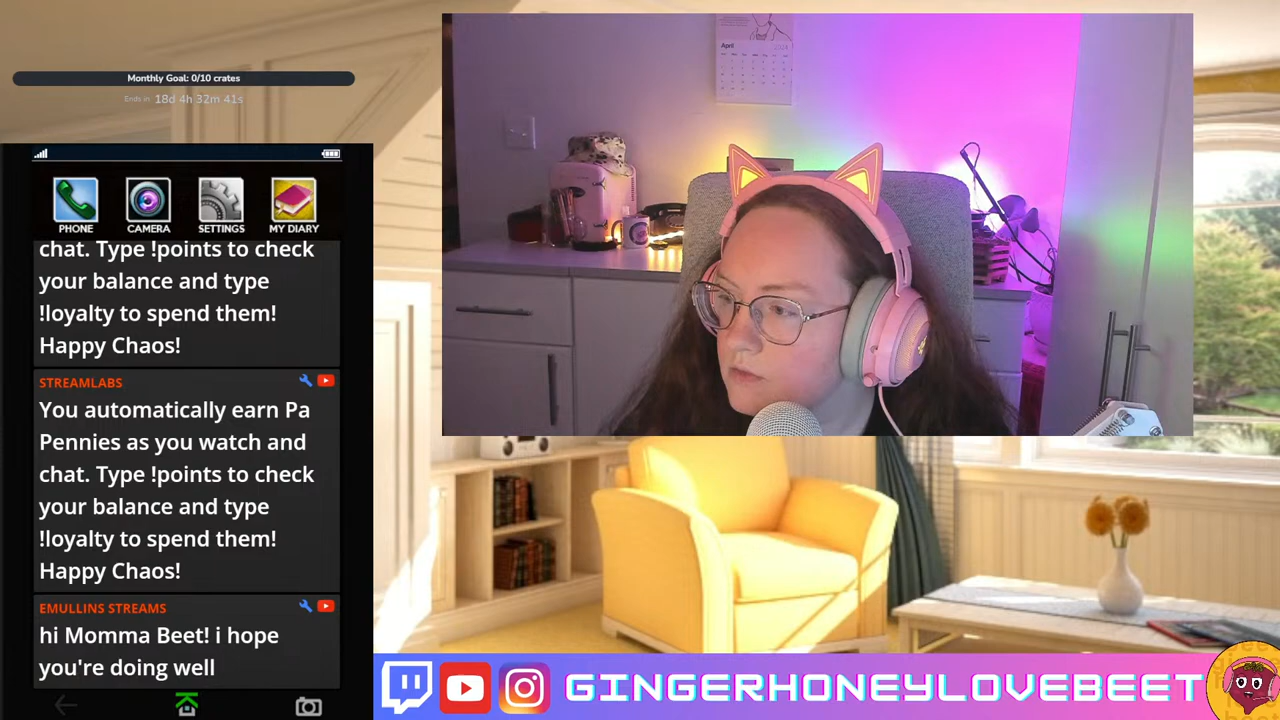 Monthly Goal: 0/10 crates
Ends in 18d 4h 32m 41s
PHONE
CAMERA
SETTINGS
MY DIARY
chat. Type !points to check
your balance and type
!loyalty to spend them!
Happy Chaos!
STREAMLABS
You automatically earn Pa
Pennies as you watch and
chat. Type !points to check
your balance and type
!loyalty to spend them!
Happy Chaos!
EMULLINS STREAMS
hi Momma Beet! i hope
you're doing well
April
GINGERHONEYLOVEBEET